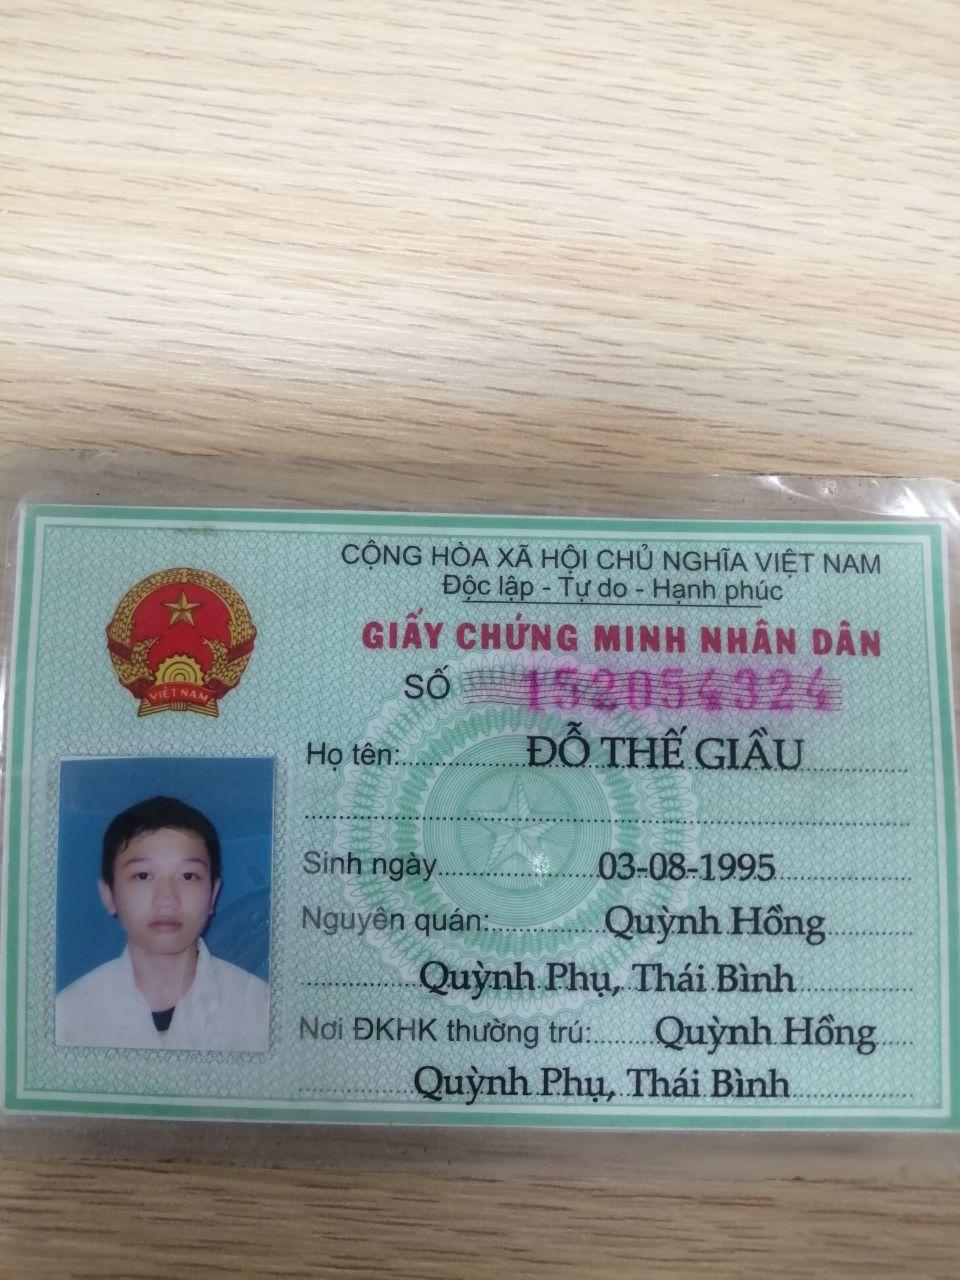 CỘNG HÒA XÃ HỘI CHỦ NGHĨA VIỆT NAM
Độc lập - Tự do - Hạnh phúc
GIẤY CHỨNG MINH NHÂN DÂN
SỐ 152054324
VIỆT NAM
Họ tên: ĐỖ THẾ GIẦU
Sinh ngày 03-08-1995
Nguyên quán: Quỳnh Hồng
Quỳnh Phụ, Thái Bình
Nơi ĐKHK thường trú: Quỳnh Hồng
Quỳnh Phụ, Thái Bình